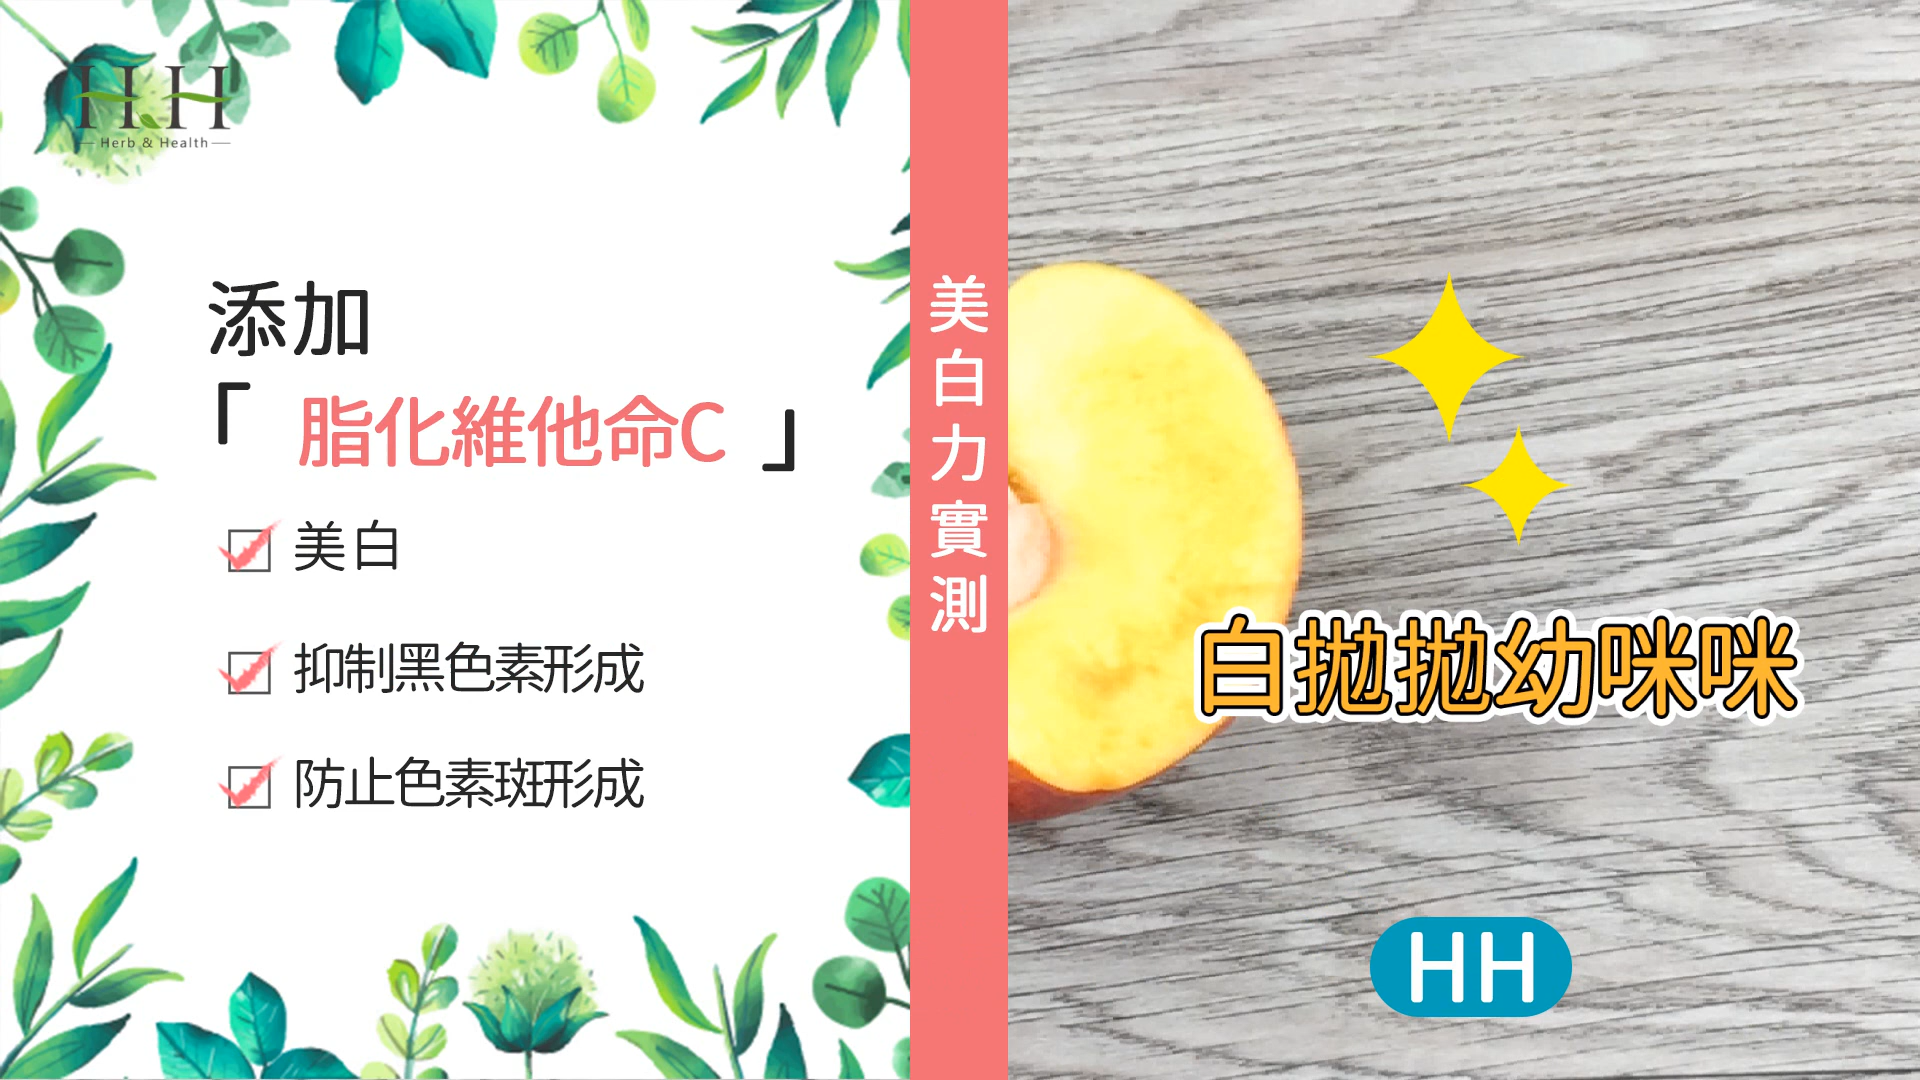 HH
Herb & Health
添加
「 脂化維他命C 」
美白
抑制黑色素形成
防止色素斑形成
美白力實測
白拋拋幼咪咪
HH